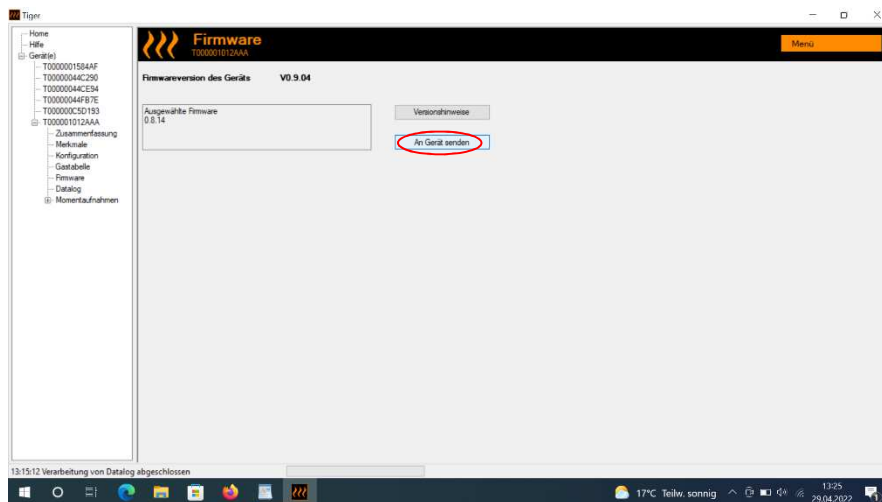 Tiger
Home
Hilfe
Gerät(e)
T0000001584AF
T00000044C290
T00000044CE94
T00000044FB7E
T000000C5D193
T000001012AAA
Zusammenfassung
Merkmale
Konfiguration
Gastabelle
Firmware
Datalog
Momentaufnahmen
Firmware
T000001012AAA
Menü
Firmwareversion des Geräts V0.9.04
Ausgewählte Firmware
0.8.14
Versionshinweise
An Gerät senden
13:15:12 Verarbeitung von Datalog abgeschlossen
17°C Teilw. sonnig
13:25
29.04.2022